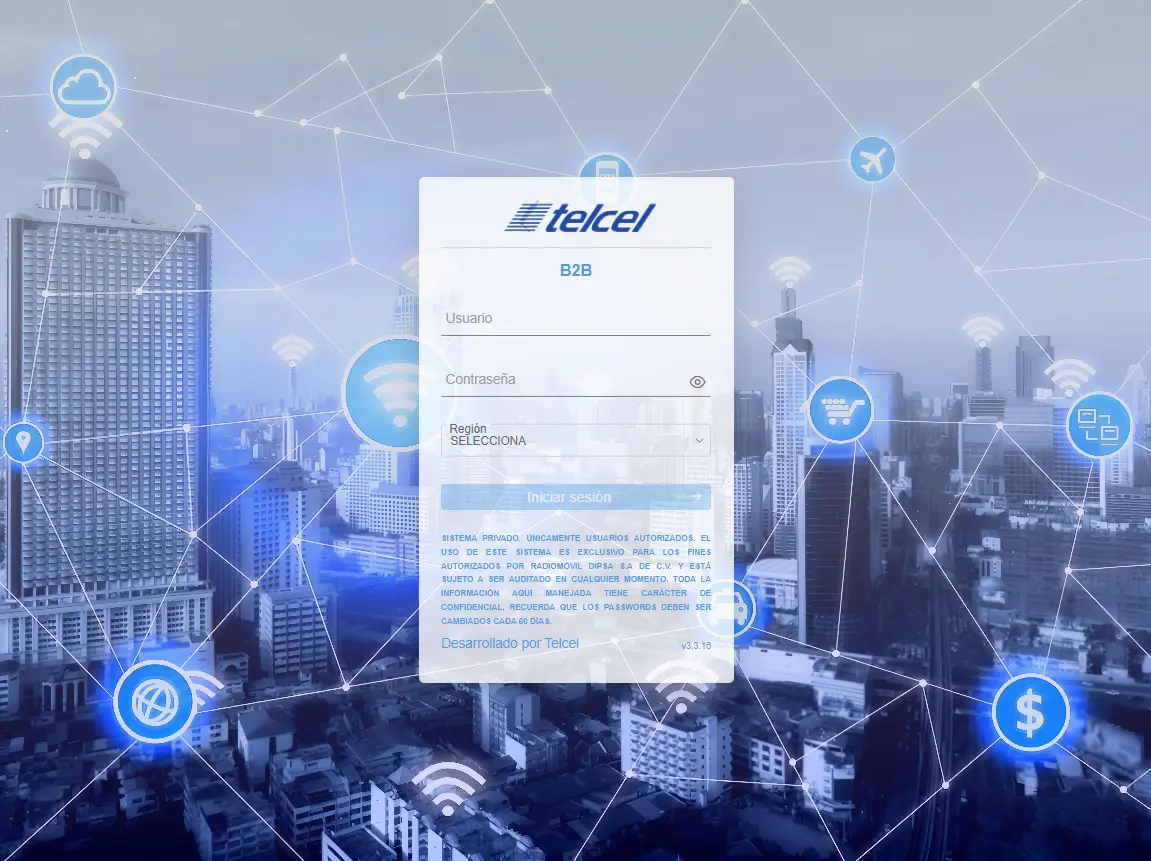 telcel
B2B
Usuario
Contraseña
Región
SELECCIONA
Iniciar sesión
SISTEMA PRIVADO. ÚNICAMENTE USUARIOS AUTORIZADOS. EL
USO DE ESTE SISTEMA ES EXCLUSIVO PARA LOS FINES
AUTORIZADOS POR RADIOMÓVIL DIPSA S.A DE C.V. Y ESTÁ
SUJETO A SER AUDITADO EN CUALQUIER MOMENTO. TODA LA
INFORMACIÓN AQUÍ MANEJADA TIENE CARÁCTER DE
CONFIDENCIAL. RECUERDA QUE LOS PASSWORDS DEBEN SER
CAMBIADOS CADA 60 DÍAS.
Desarrollado por Telcel
v3.3.16